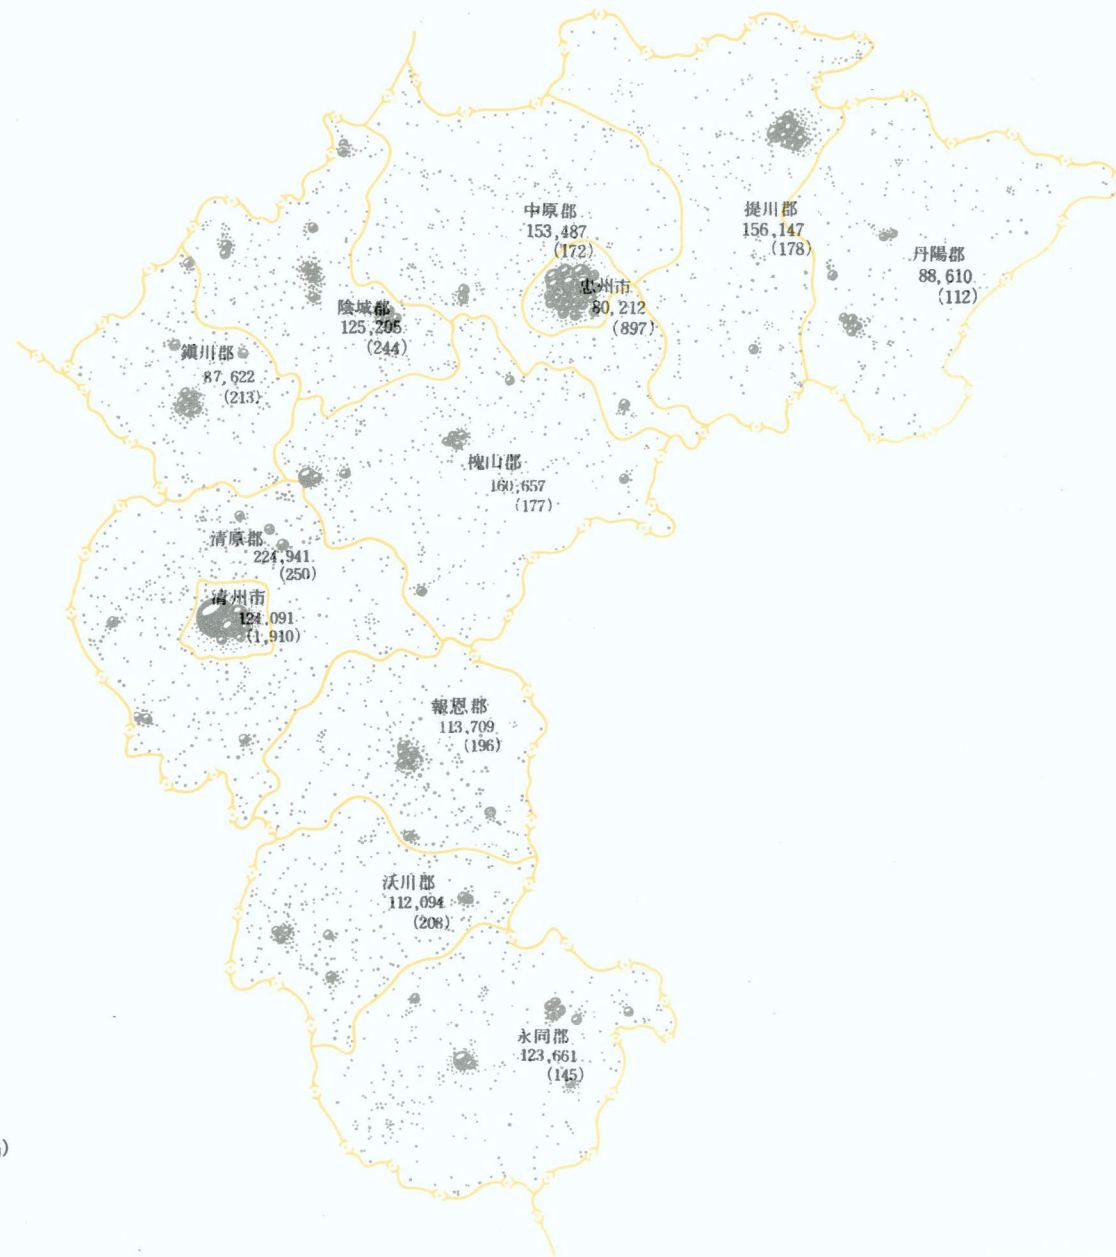 中原郡
153,487
(172)
忠州市
80,212
(897)
提川郡
156,147
(178)
丹陽郡
88,610
(112)
陰城郡
125,205
(244)
鎭川郡
87,622
(213)
槐山郡
160,657
(177)
清原郡
224,941
(250)
清州市
124,091
(1,910)
報恩郡
113,709
(196)
沃川郡
112,094
(208)
永同郡
123,661
(145)